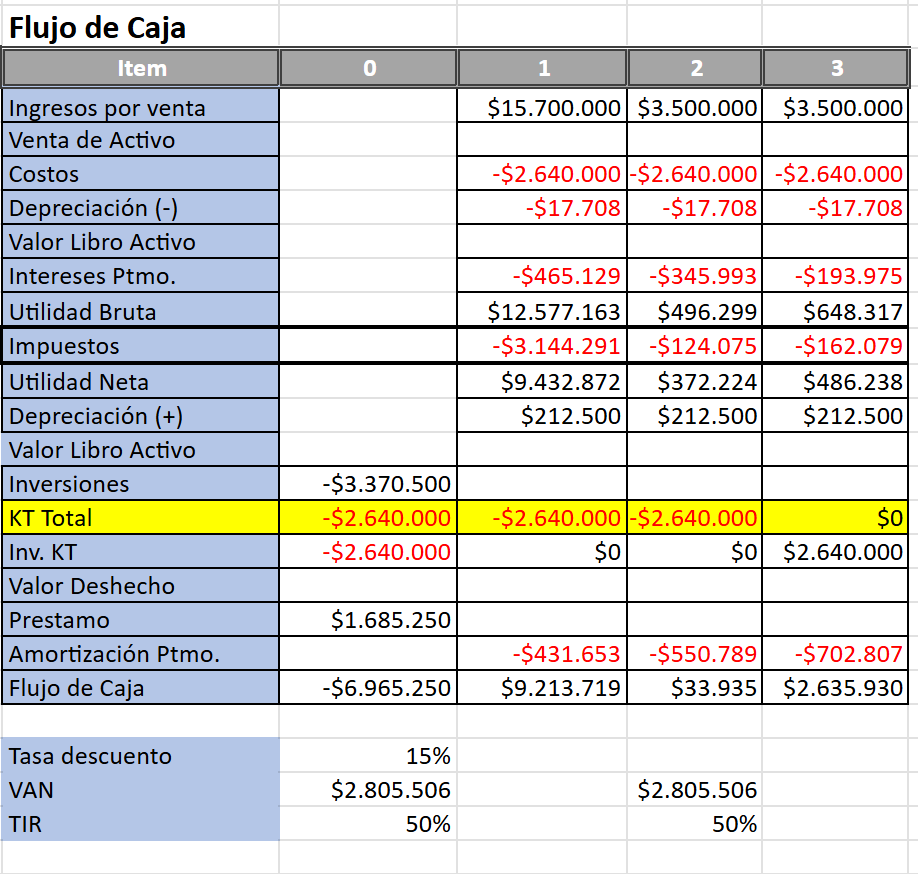 Flujo de Caja
Item 0 1 2 3
Ingresos por venta $15.700.000 $3.500.000 $3.500.000
Venta de Activo
Costos -$2.640.000 -$2.640.000 -$2.640.000
Depreciación (-) -$17.708 -$17.708 -$17.708
Valor Libro Activo
Intereses Ptmo. -$465.129 -$345.993 -$193.975
Utilidad Bruta $12.577.163 $496.299 $648.317
Impuestos -$3.144.291 -$124.075 -$162.079
Utilidad Neta $9.432.872 $372.224 $486.238
Depreciación (+) $212.500 $212.500 $212.500
Valor Libro Activo
Inversiones -$3.370.500
KT Total -$2.640.000 -$2.640.000 -$2.640.000 $0
Inv. KT -$2.640.000 $0 $0 $2.640.000
Valor Deshecho
Prestamo $1.685.250
Amortización Ptmo. -$431.653 -$550.789 -$702.807
Flujo de Caja -$6.965.250 $9.213.719 $33.935 $2.635.930
Tasa descuento 15%
VAN $2.805.506 $2.805.506
TIR 50% 50%